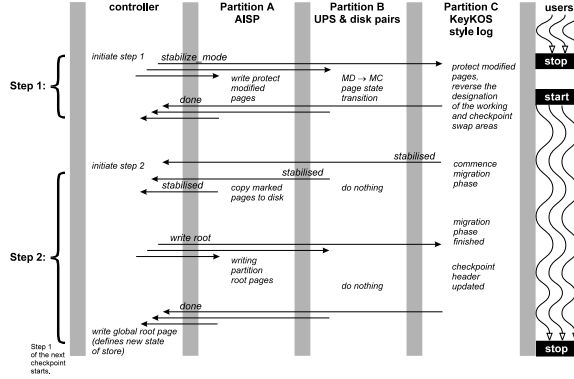 controller
Partition A
AISP
Partition B
UPS & disk pairs
Partition C
KeyKOS
style log
users
initiate step 1
stabilize_mode
stop
Step 1:
write protect
modified
pages
MD → MC
page state
transition
protect modified
pages,
reverse the
designation
of the working
and checkpoint
swap areas
start
done
initiate step 2
stabilised
commence
migration
phase
stabilised
stabilised
copy marked
pages to disk
do nothing
Step 2:
write root
migration
phase
finished
writing
partition
root pages
do nothing
checkpoint
header
updated
done
write global root page
(defines new state
of store)
stop
Step 1
of the next
checkpoint
starts.